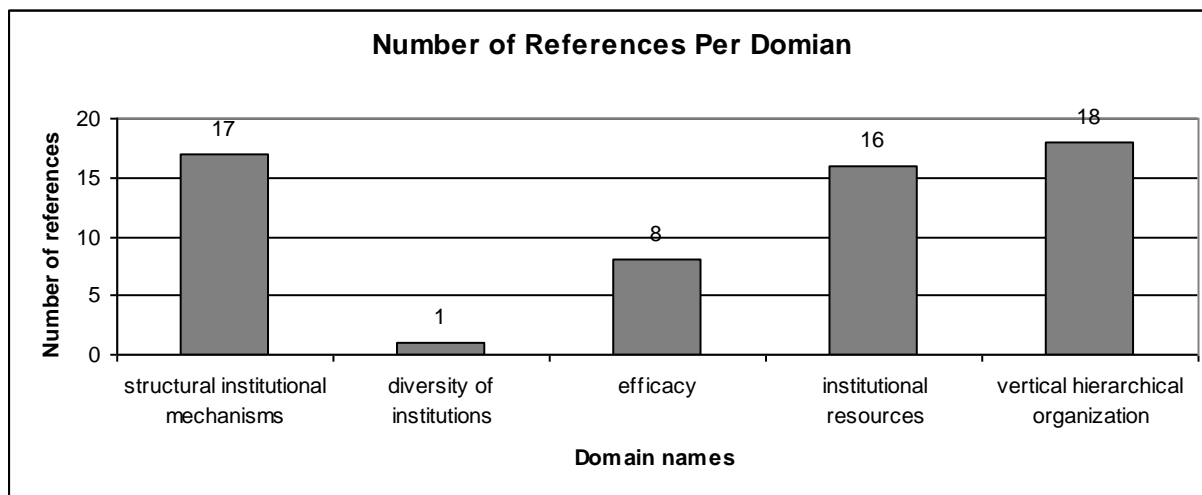 Number of References Per Domian
Number of references
20
15
10
5
0
17
1
8
16
18
structural institutional
mechanisms
diversity of
institutions
efficacy
institutional
resources
vertical hierarchical
organization
Domain names